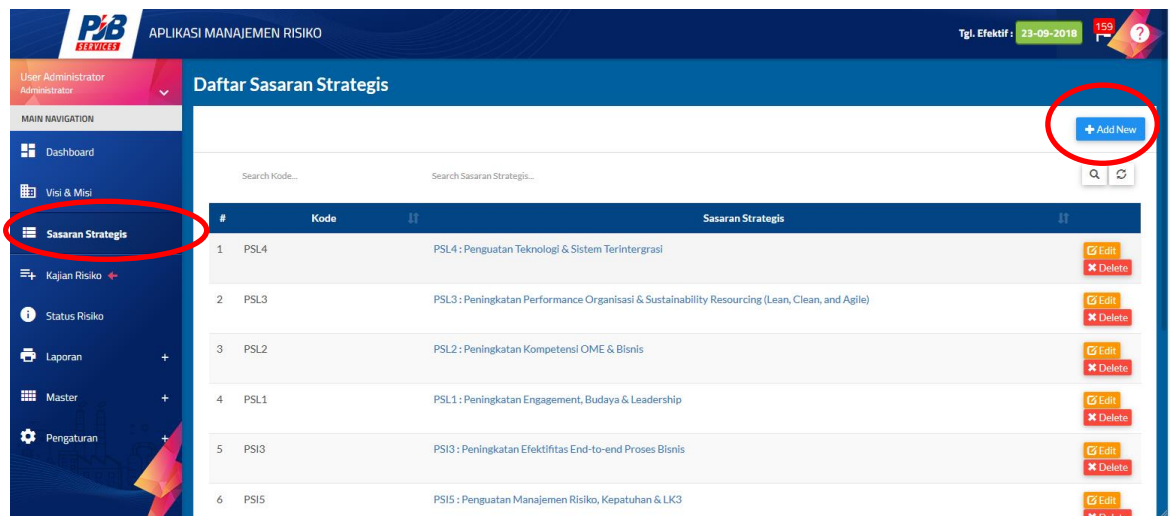 PJB SERVICES
APLIKASI MANAJEMEN RISIKO
Tgl. Efektif : 23-09-2018
159
?
User Administrator
Administrator
MAIN NAVIGATION
Dashboard
Visi & Misi
Sasaran Strategis
Kajian Risiko
Status Risiko
Laporan +
Master +
Pengaturan +
Daftar Sasaran Strategis
+ Add New
Search Kode... Search Sasaran Strategis...
# Kode Sasaran Strategis
1 PSL4 PSL4 : Penguatan Teknologi & Sistem Terintergrasi Edit
Delete
2 PSL3 PSL3 : Peningkatan Performance Organisasi & Sustainability Resourcing (Lean, Clean, and Agile) Edit
Delete
3 PSL2 PSL2 : Peningkatan Kompetensi OME & Bisnis Edit
Delete
4 PSL1 PSL1 : Peningkatan Engagement, Budaya & Leadership Edit
Delete
5 PSI3 PSI3 : Peningkatan Efektifitas End-to-end Proses Bisnis Edit
Delete
6 PSI5 PSI5 : Penguatan Manajemen Risiko, Kepatuhan & LK3 Edit